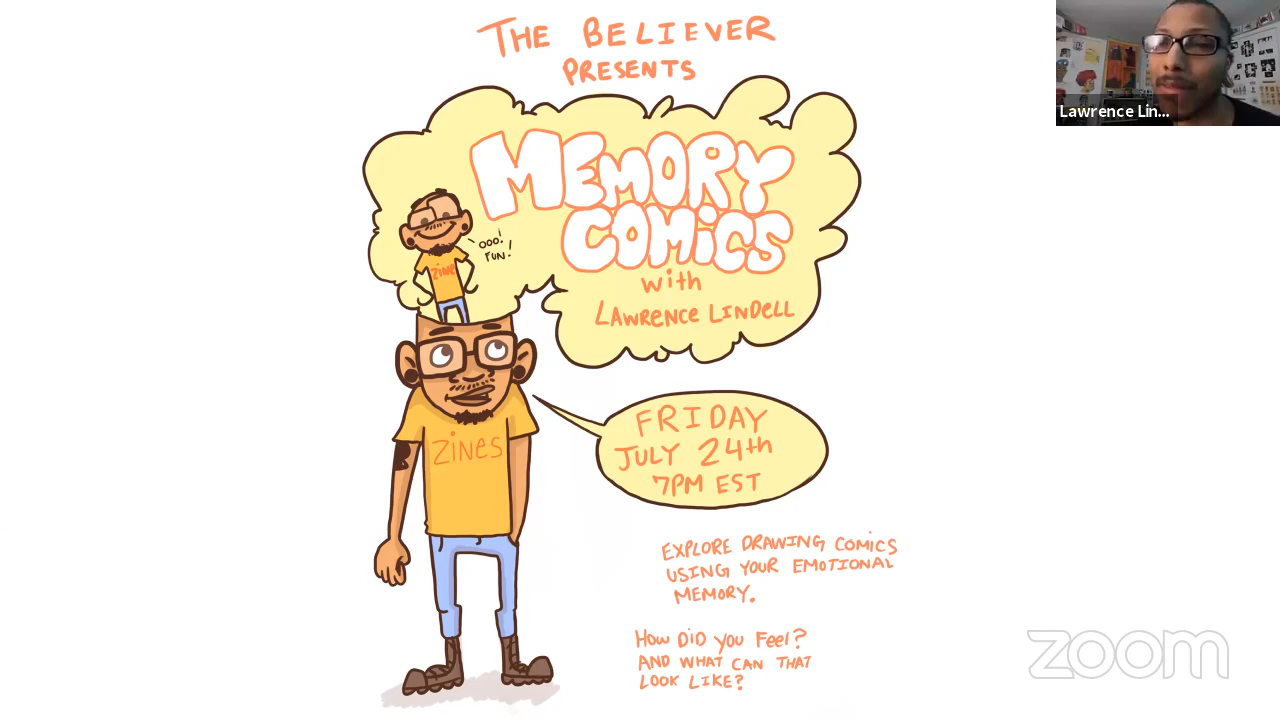 THE BELIEVER
PRESENTS
MEMORY
COMiCS
with
LAWRENCE LINDELL
OOO!
FUN!
ZINE
ZiNES
FRIDAY
JULY 24th
7PM EST
EXPLORE DRAWING COMICS
USING YOUR EMOTIONAL
MEMORY.
HOW DiD you FEEl?
AND WHAT CAN THAT
LOOK LIKE?
Lawrence Lin...
zoom